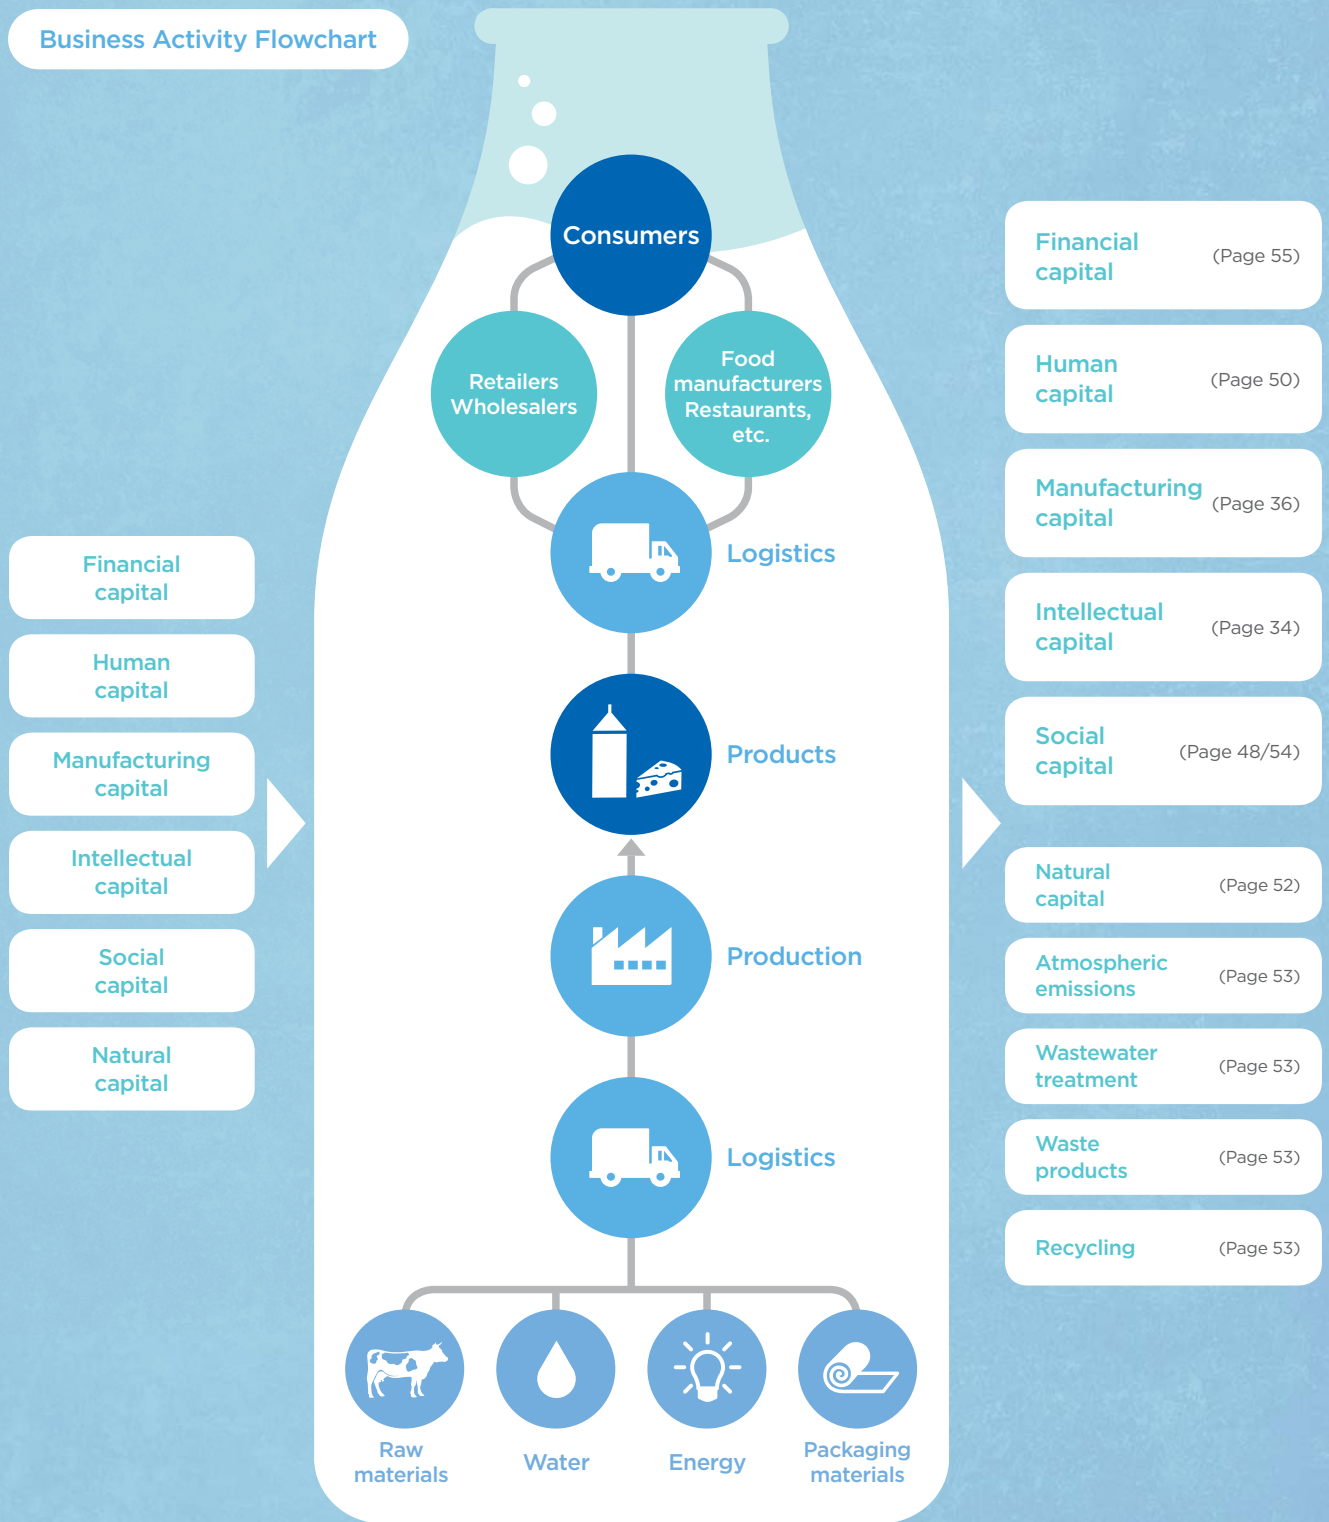 Business Activity Flowchart
Financial
capital
Human
capital
Manufacturing
capital
Intellectual
capital
Social
capital
Natural
capital
Consumers
Retailers
Wholesalers
Food
manufacturers
Restaurants,
etc.
Logistics
Products
Production
Logistics
Raw
materials
Water
Energy
Packaging
materials
Financial
capital
(Page 55)
Human
capital
(Page 50)
Manufacturing
capital
(Page 36)
Intellectual
capital
(Page 34)
Social
capital
(Page 48/54)
Natural
capital
(Page 52)
Atmospheric
emissions
(Page 53)
Wastewater
treatment
(Page 53)
Waste
products
(Page 53)
Recycling
(Page 53)